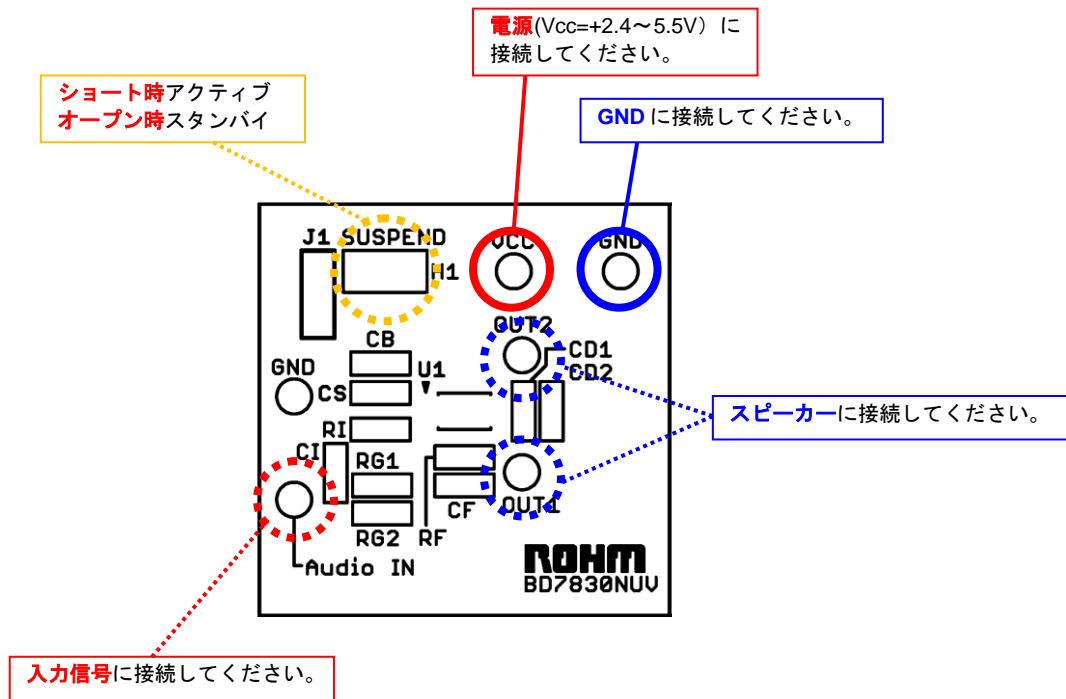 電源(Vcc=+2.4～5.5V）に
接続してください。
ショート時アクティブ
オープン時スタンバイ
GND に接続してください。
J1 SUSPEND
VCC
GND
H1
OUT2
CB
CD1
GND
U1
CD2
CS
スピーカーに接続してください。
RI
CI
RG1
CF
OUT1
RG2
RF
Audio IN
ROHM
BD7830NUV
入力信号に接続してください。